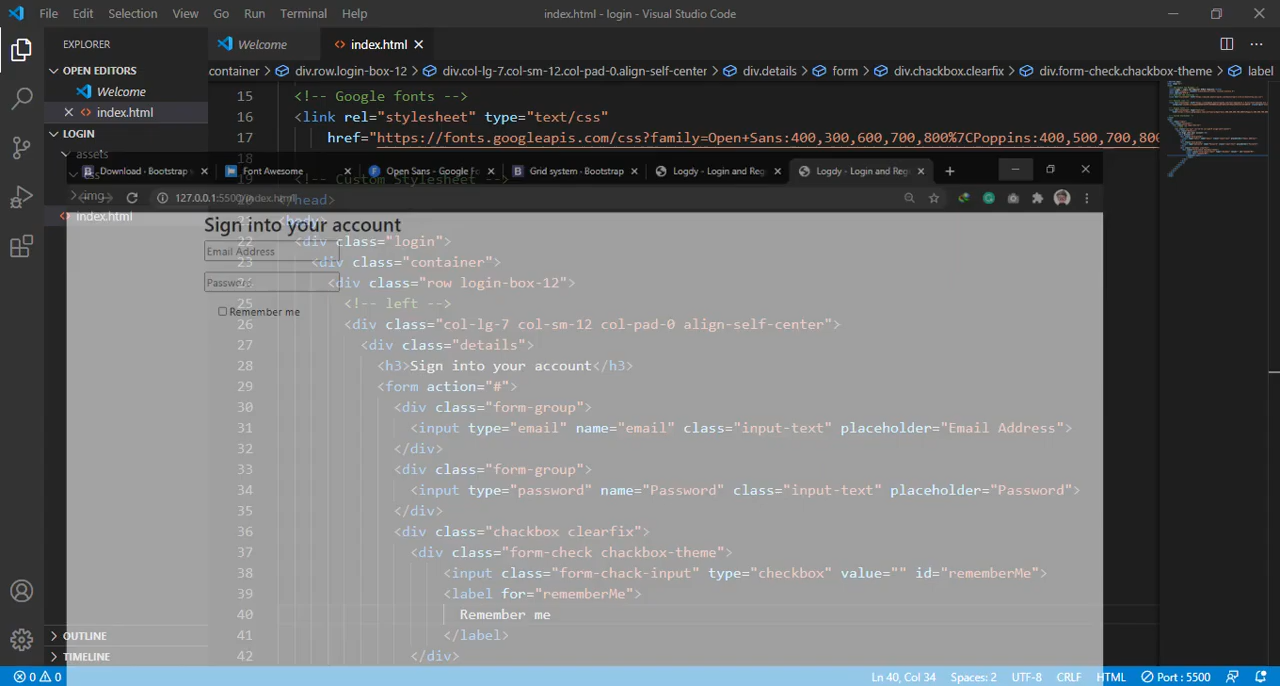 File Edit Selection View Go Run Terminal Help index.html - login - Visual Studio Code
EXPLORER
Welcome index.html
OPEN EDITORS
container > div.row.login-box-12 > div.col-lg-7.col-sm-12.col-pad-0.align-self-center > div.details > form > div.chackbox.clearfix > div.form-check.chackbox-theme > label
Welcome
index.html
LOGIN
assets
css
img
index.html
15 <!-- Google fonts -->
16 <link rel="stylesheet" type="text/css"
17 href="https://fonts.googleapis.com/css?family=Open+Sans:400,300,600,700,800%7CPoppins:400,500,700,800
18
<!-- Custom Stylesheet -->
Download · Bootstrap Font Awesome Open Sans - Google Fo Grid system · Bootstrap Logdy - Login and Reg Logdy - Login and Reg
127.0.0.1:5500/index.html
20 </head>
21 <body>
Sign into your account
Email Address
Password
Remember me
22 <div class="login">
23 <div class="container">
24 <div class="row login-box-12">
25 <!-- left -->
26 <div class="col-lg-7 col-sm-12 col-pad-0 align-self-center">
27 <div class="details">
28 <h3>Sign into your account</h3>
29 <form action="#">
30 <div class="form-group">
31 <input type="email" name="email" class="input-text" placeholder="Email Address">
32 </div>
33 <div class="form-group">
34 <input type="password" name="Password" class="input-text" placeholder="Password">
35 </div>
36 <div class="chackbox clearfix">
37 <div class="form-check chackbox-theme">
38 <input class="form-chack-input" type="checkbox" value="" id="rememberMe">
39 <label for="rememberMe">
40 Remember me
41 </label>
42 </div>
OUTLINE
TIMELINE
0 0 Ln 40, Col 34 Spaces: 2 UTF-8 CRLF HTML Port : 5500